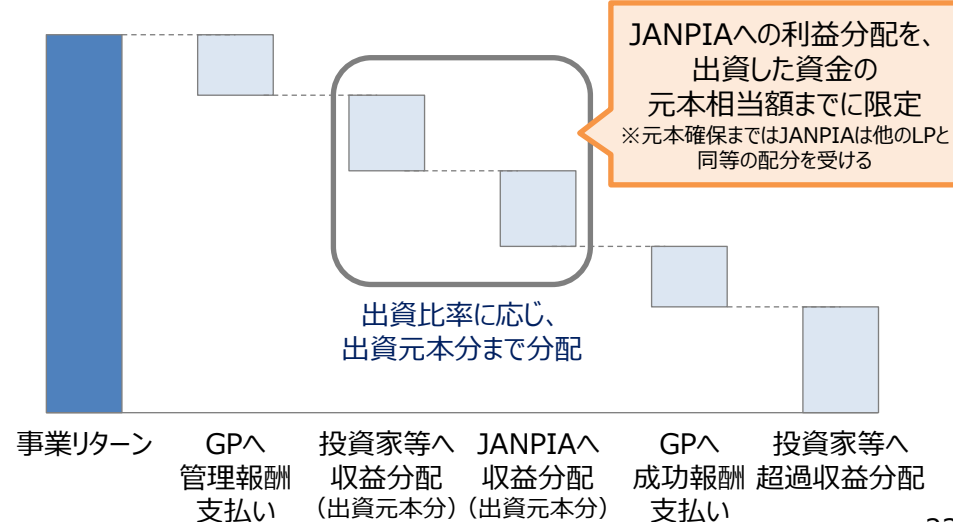 JANPIAへの利益分配を、
出資した資金の
元本相当額までに限定
※元本確保まではJANPIAは他のLPと
同等の配分を受ける
出資比率に応じ、
出資元本分まで分配
事業リターン
GPへ
管理報酬
支払い
投資家等へ
収益分配
（出資元本分）
JANPIAへ
収益分配
（出資元本分）
GPへ
成功報酬
支払い
投資家等へ
超過収益分配